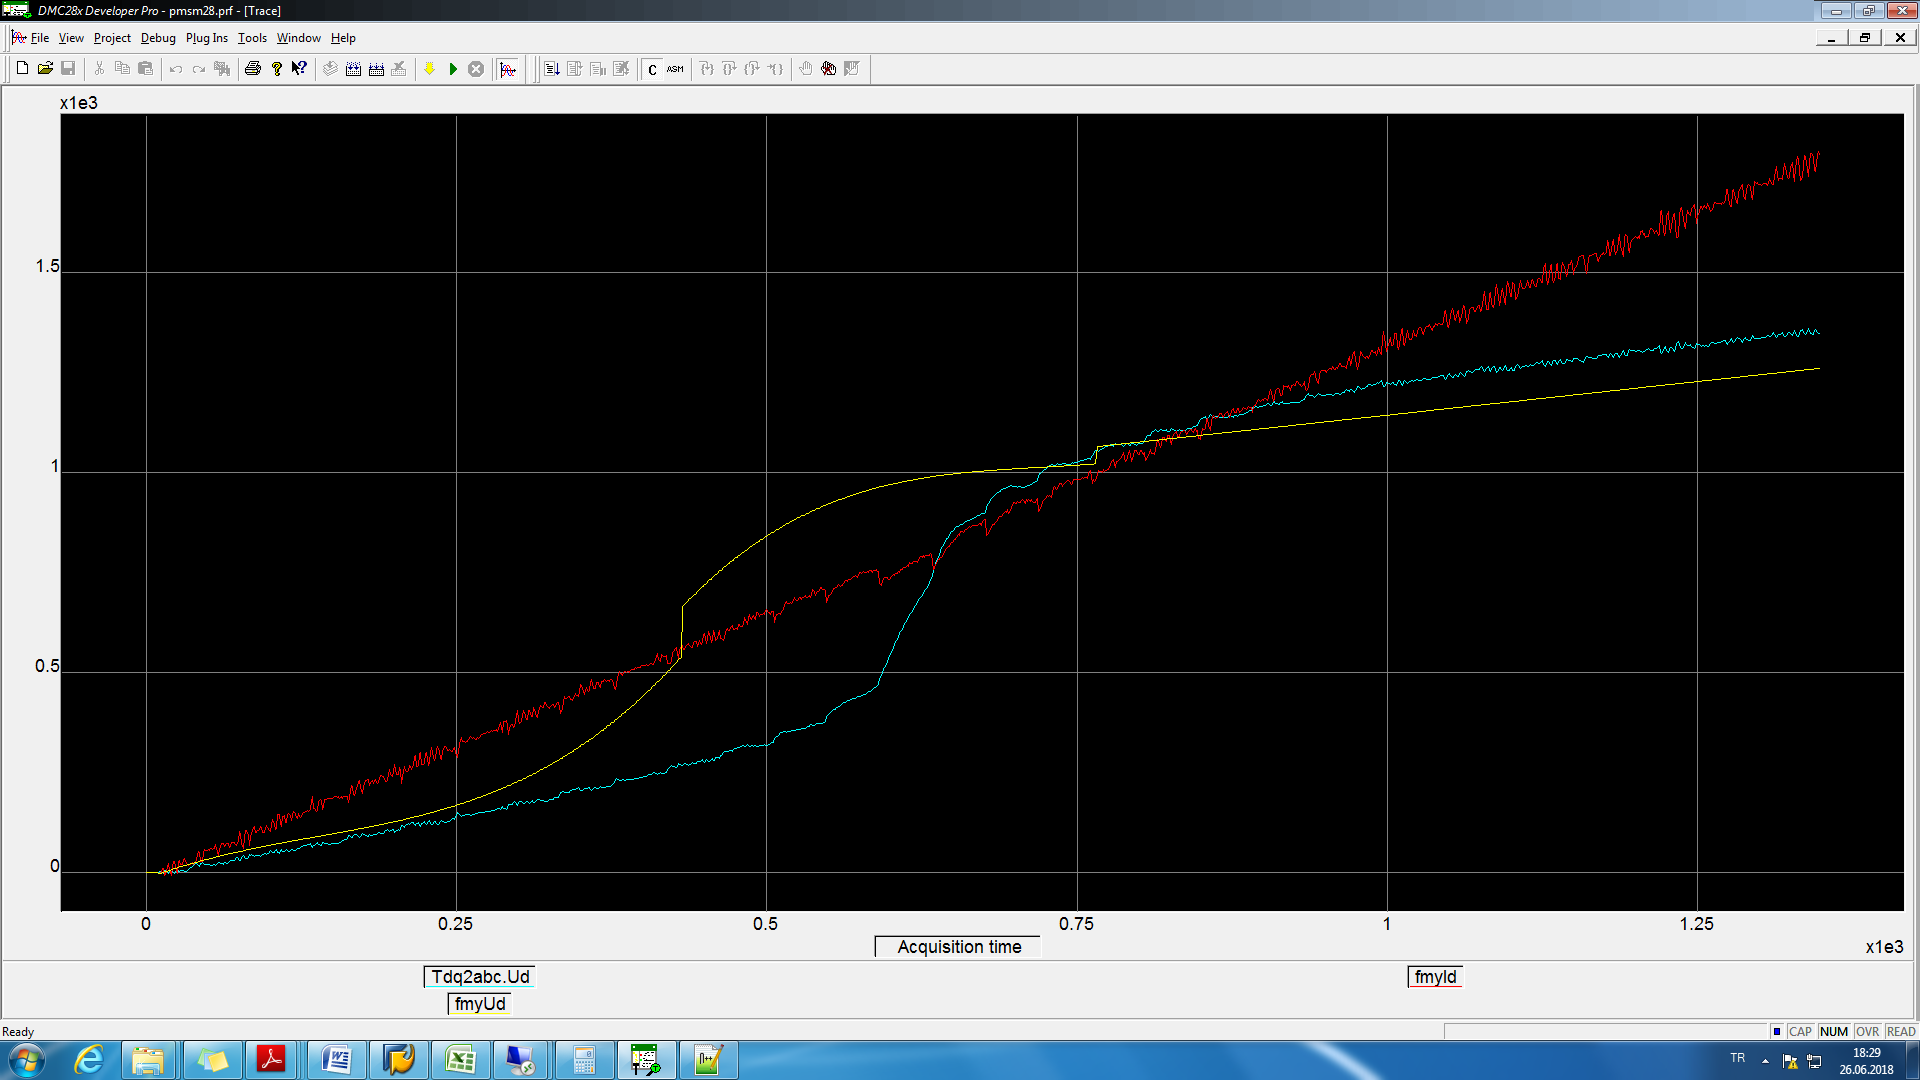 DMC28x Developer Pro - pmsm28.prf - [Trace]
File View Project Debug Plug Ins Tools Window Help
C ASM
x1e3
1.5
1
0.5
0
0 0.25 0.5 0.75 1 1.25
Acquisition time
x1e3
Tdq2abc.Ud fmyId
fmyUd
Ready CAP NUM OVR READ
TR 18:29
26.06.2018